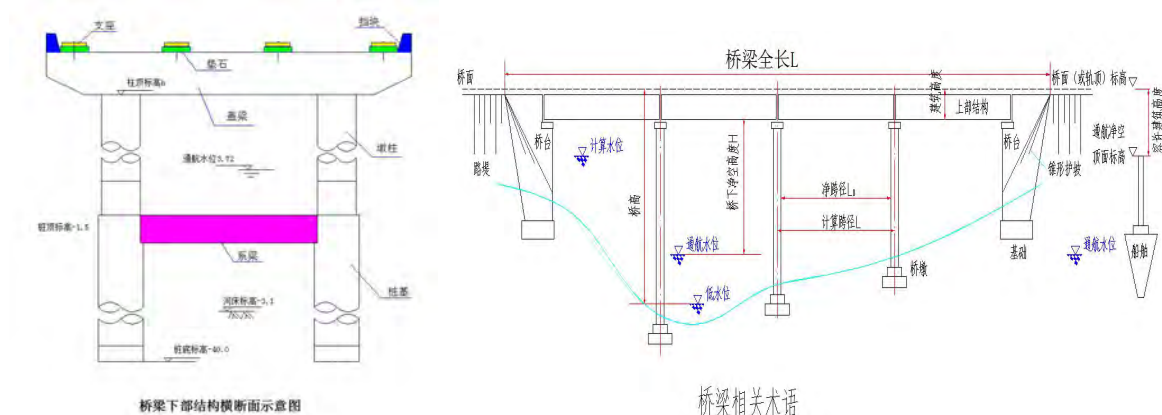 支座
挡块
垫石
柱顶标高h
盖梁
墩柱
通航水位3.72
桩顶标高-1.5
系梁
桩基
河床标高-3.1
桩底标高-40.0
桥梁下部结构横断面示意图
桥梁全长L
桥面
桥面（或轨顶）标高
建筑高度
上部结构
容许建筑高度
通航净空
顶面标高
桥台
计算水位
桥台
路堤
锥形护坡
桥下净空高度H
桥高
净跨径L₀
计算跨径L
通航水位
桥墩
基础
通航水位
船舶
低水位
桥梁相关术语